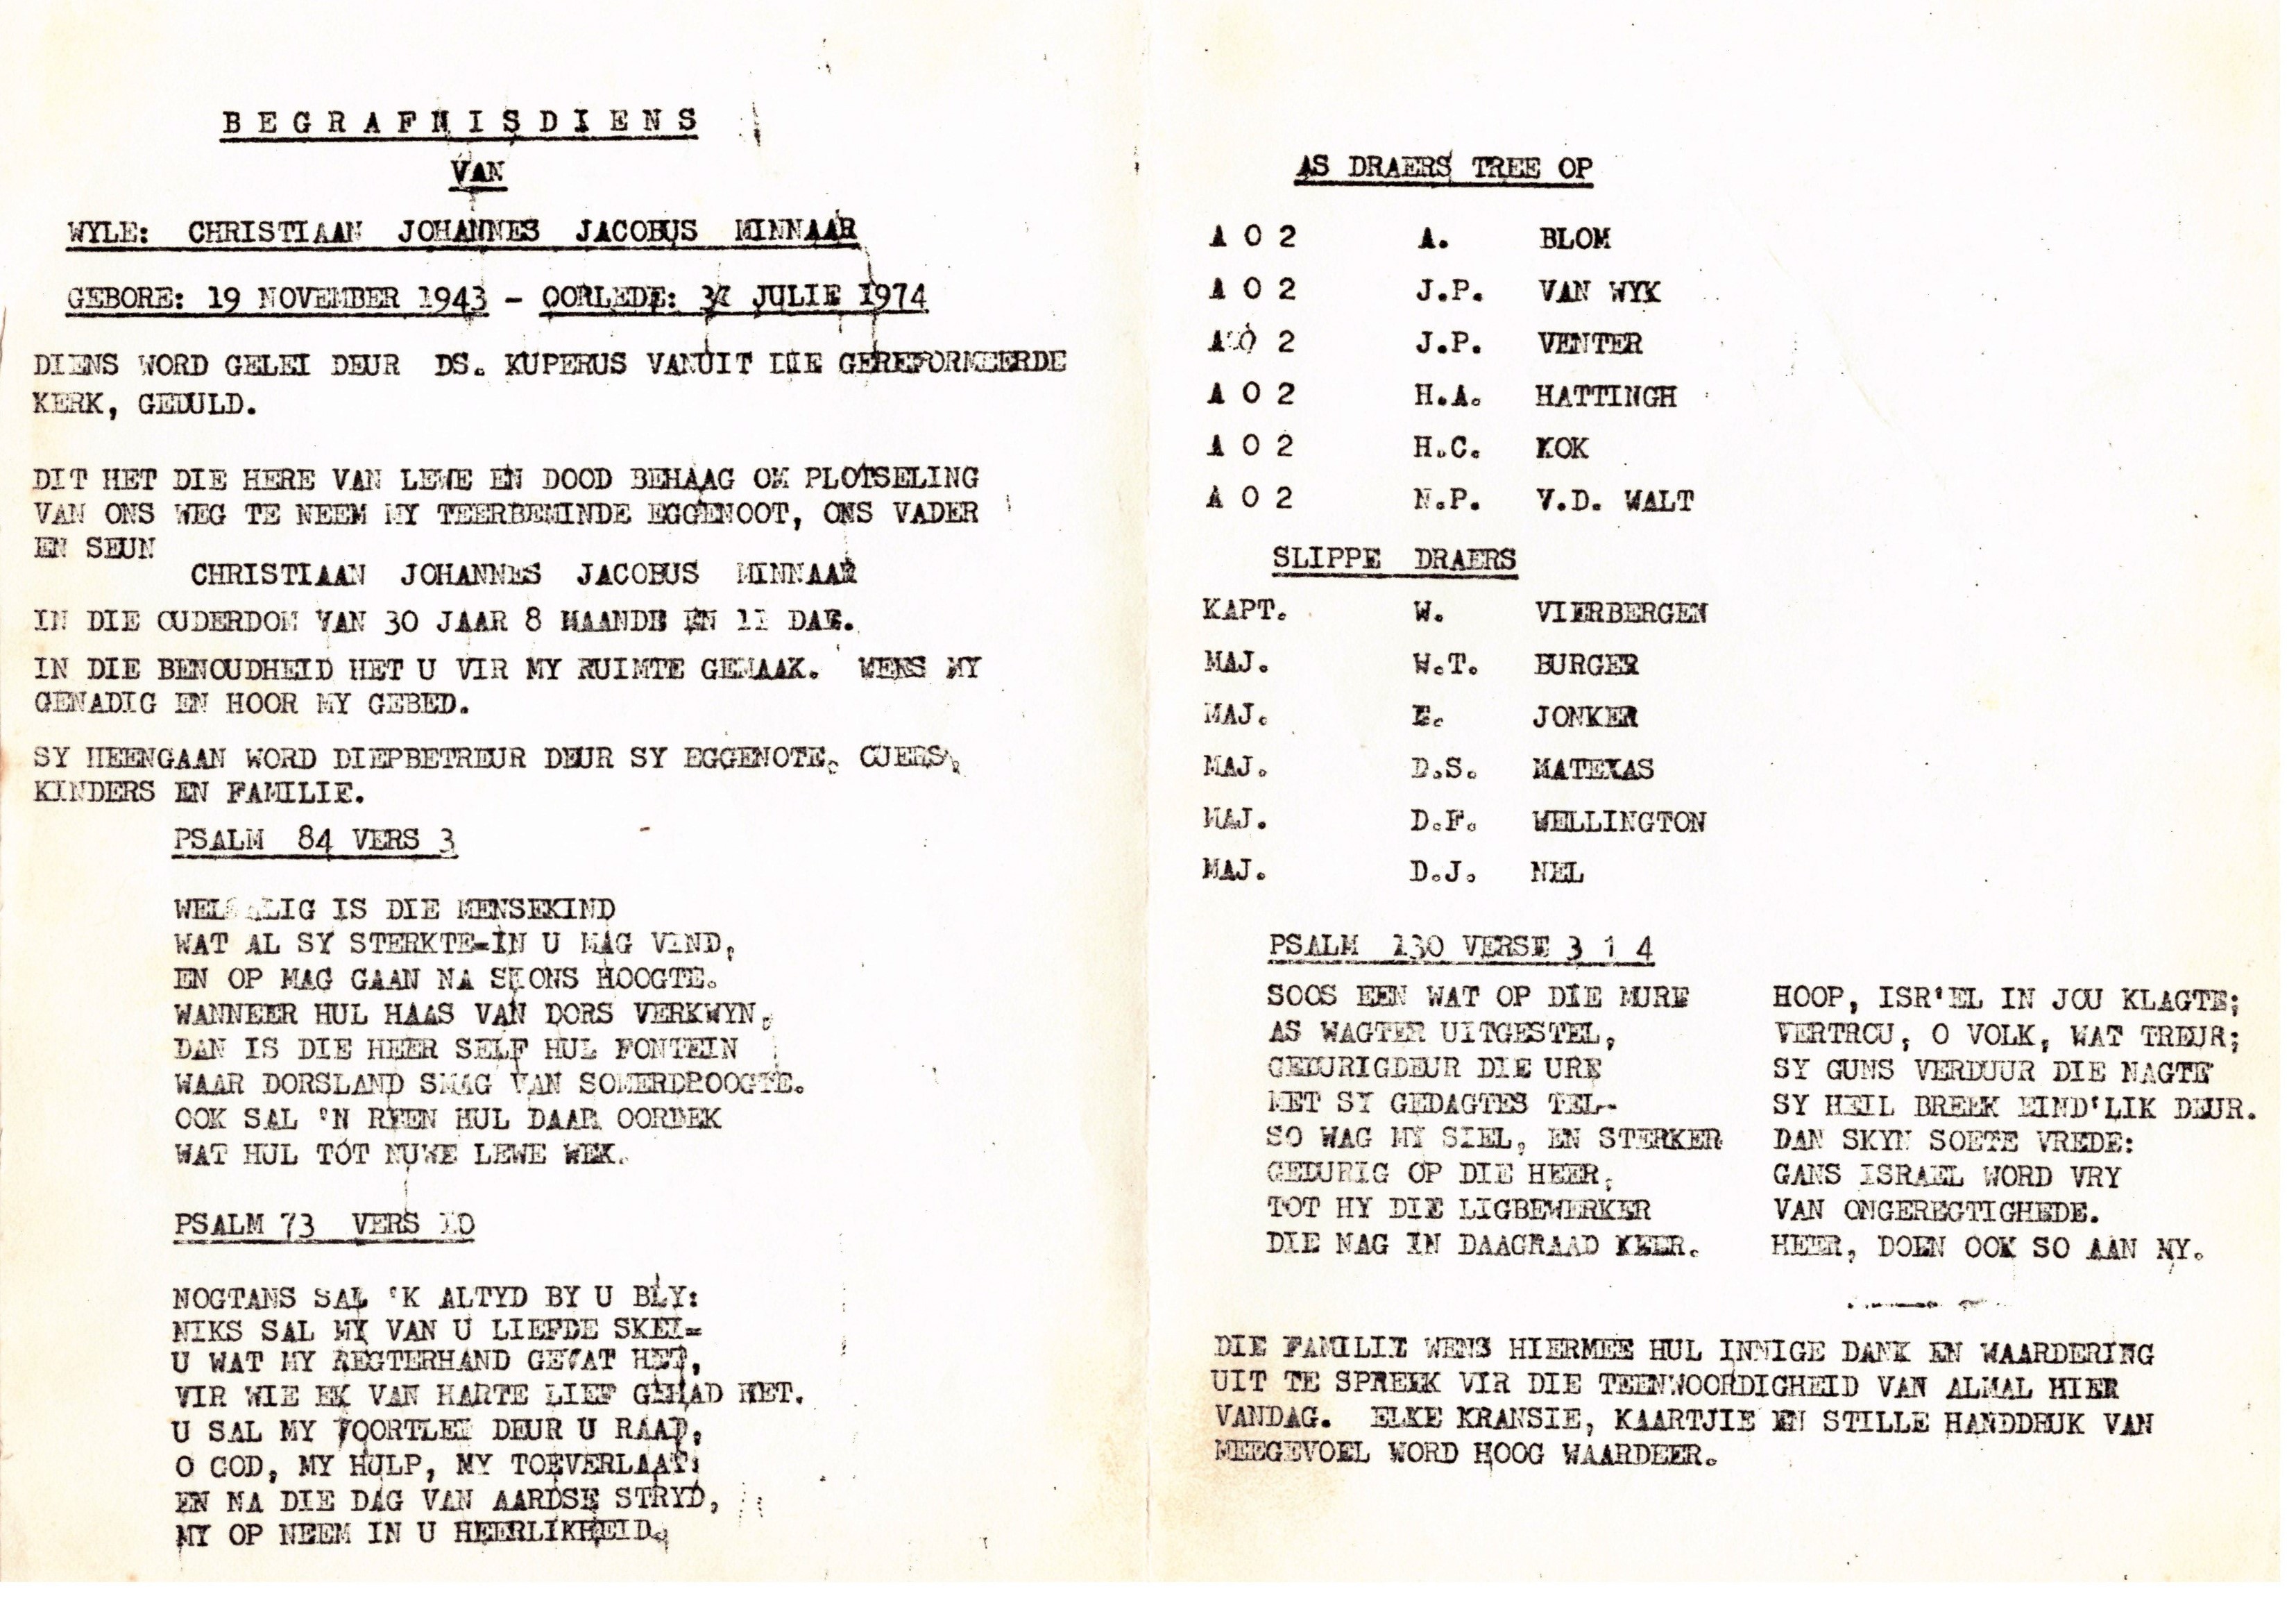 BEGRAFNISDIENS
VAN
WYLE: CHRISTIAAN JOHANNES JACOBUS MINNAAR
GEBORE: 19 NOVEMBER 1943 - OORLEDE: JULIE 1974
DIENS WORD GELEI DEUR DS. KUPERUS VANUIT DIE GEREFORMEERDE
KERK, GEDULD.
DIT HET DIE HERE VAN LEWE EN DOOD BEHAAG OM PLOTSELING
VAN ONS WEG TE NEEM MY TEERBEMINDE EGGENOOT, ONS VADER
EN SEUN
CHRISTIAAN JOHANNES JACOBUS MINNAAR
IN DIE OUDERDOM VAN 30 JAAR 8 MAANDE EN 11 DAE.
IN DIE BENOUDHEID HET U VIR MY RUIMTE GEMAAK. WEES MY
GENADIG EN HOOR MY GEBED.
SY HEENGAAN WORD DIEPBETREUR DEUR SY EGGENOTE. OUERS,
KINDERS EN FAMILIE.
PSALM 84 VERS 3
WELSALIG IS DIE MENSEKIND
WAT AL SY STERKTE-IN U MAG VIND,
EN OP MAG GAAN NA SIONS HOOGTE.
WANNEER HUL HAAS VAN DORS VERKWYN,
DAN IS DIE HEER SELF HUL FONTEIN
WAAR DORSLAND SMAG VAN SOMERDROOGTE.
OOK SAL 'N REEN HUL DAAR OORDEK
WAT HUL TOT NUWE LEWE WEK.
PSALM 73 VERS 10
NOGTANS SAL 'K ALTYD BY U BLY:
NIKS SAL MY VAN U LIEFDE SKEI=
U WAT MY REGTERHAND GEVAT HET,
VIR WIE EK VAN HARTE LIEF GEHAD HET.
U SAL MY VOORTLEI DEUR U RAAD,
O GOD, MY HULP, MY TOEVERLAAT:
EN NA DIE DAG VAN AARDSE STRYD,
MY OP NEEM IN U HEERLIKHEID.
AS DRAERS TREE OP
A O 2 A. BLOM
A O 2 J.P. VAN WYK
A O 2 J.P. VENTER
A O 2 H.A. HATTINGH
A O 2 H.C. KOK
A O 2 N.P. V.D. WALT
SLIPPE DRAERS
KAPT. W. VIERBERGEN
MAJ. W.T. BURGER
MAJ. E. JONKER
MAJ. D.S. MATEXAS
MAJ. D.F. WELLINGTON
MAJ. D.J. NEL
PSALM 130 VERSE 3 1 4
SOOS EEN WAT OP DIE MURE
AS WAGTER UITGESTEL,
GEDURIGDEUR DIE URE
MET SY GEDAGTES TEL-
SO WAG MY SIEL, EN STERKER
GEDURIG OP DIE HEER,
TOT HY DIE LIGBEWERKER
DIE NAG IN DAAGRAAD KEER.
HOOP, ISR'EL IN JOU KLAGTE;
VERTROU, O VOLK, WAT TREUR;
SY GUNS VERDUUR DIE NAGTE
SY HEIL BREEK EIND'LIK DEUR.
DAN SKYN SOETE VREDE:
GANS ISRAEL WORD VRY
VAN ONGEREGTIGHEDE.
HEER, DOEN OOK SO AAN MY.
DIE FAMILIE WENS HIERMEE HUL INNIGE DANK EN WAARDERING
UIT TE SPREEK VIR DIE TEENWOORDIGHEID VAN ALMAL HIER
VANDAG. ELKE KRANSIE, KAARTJIE EN STILLE HANDDRUK VAN
MEEGEVOEL WORD HOOG WAARDEER.